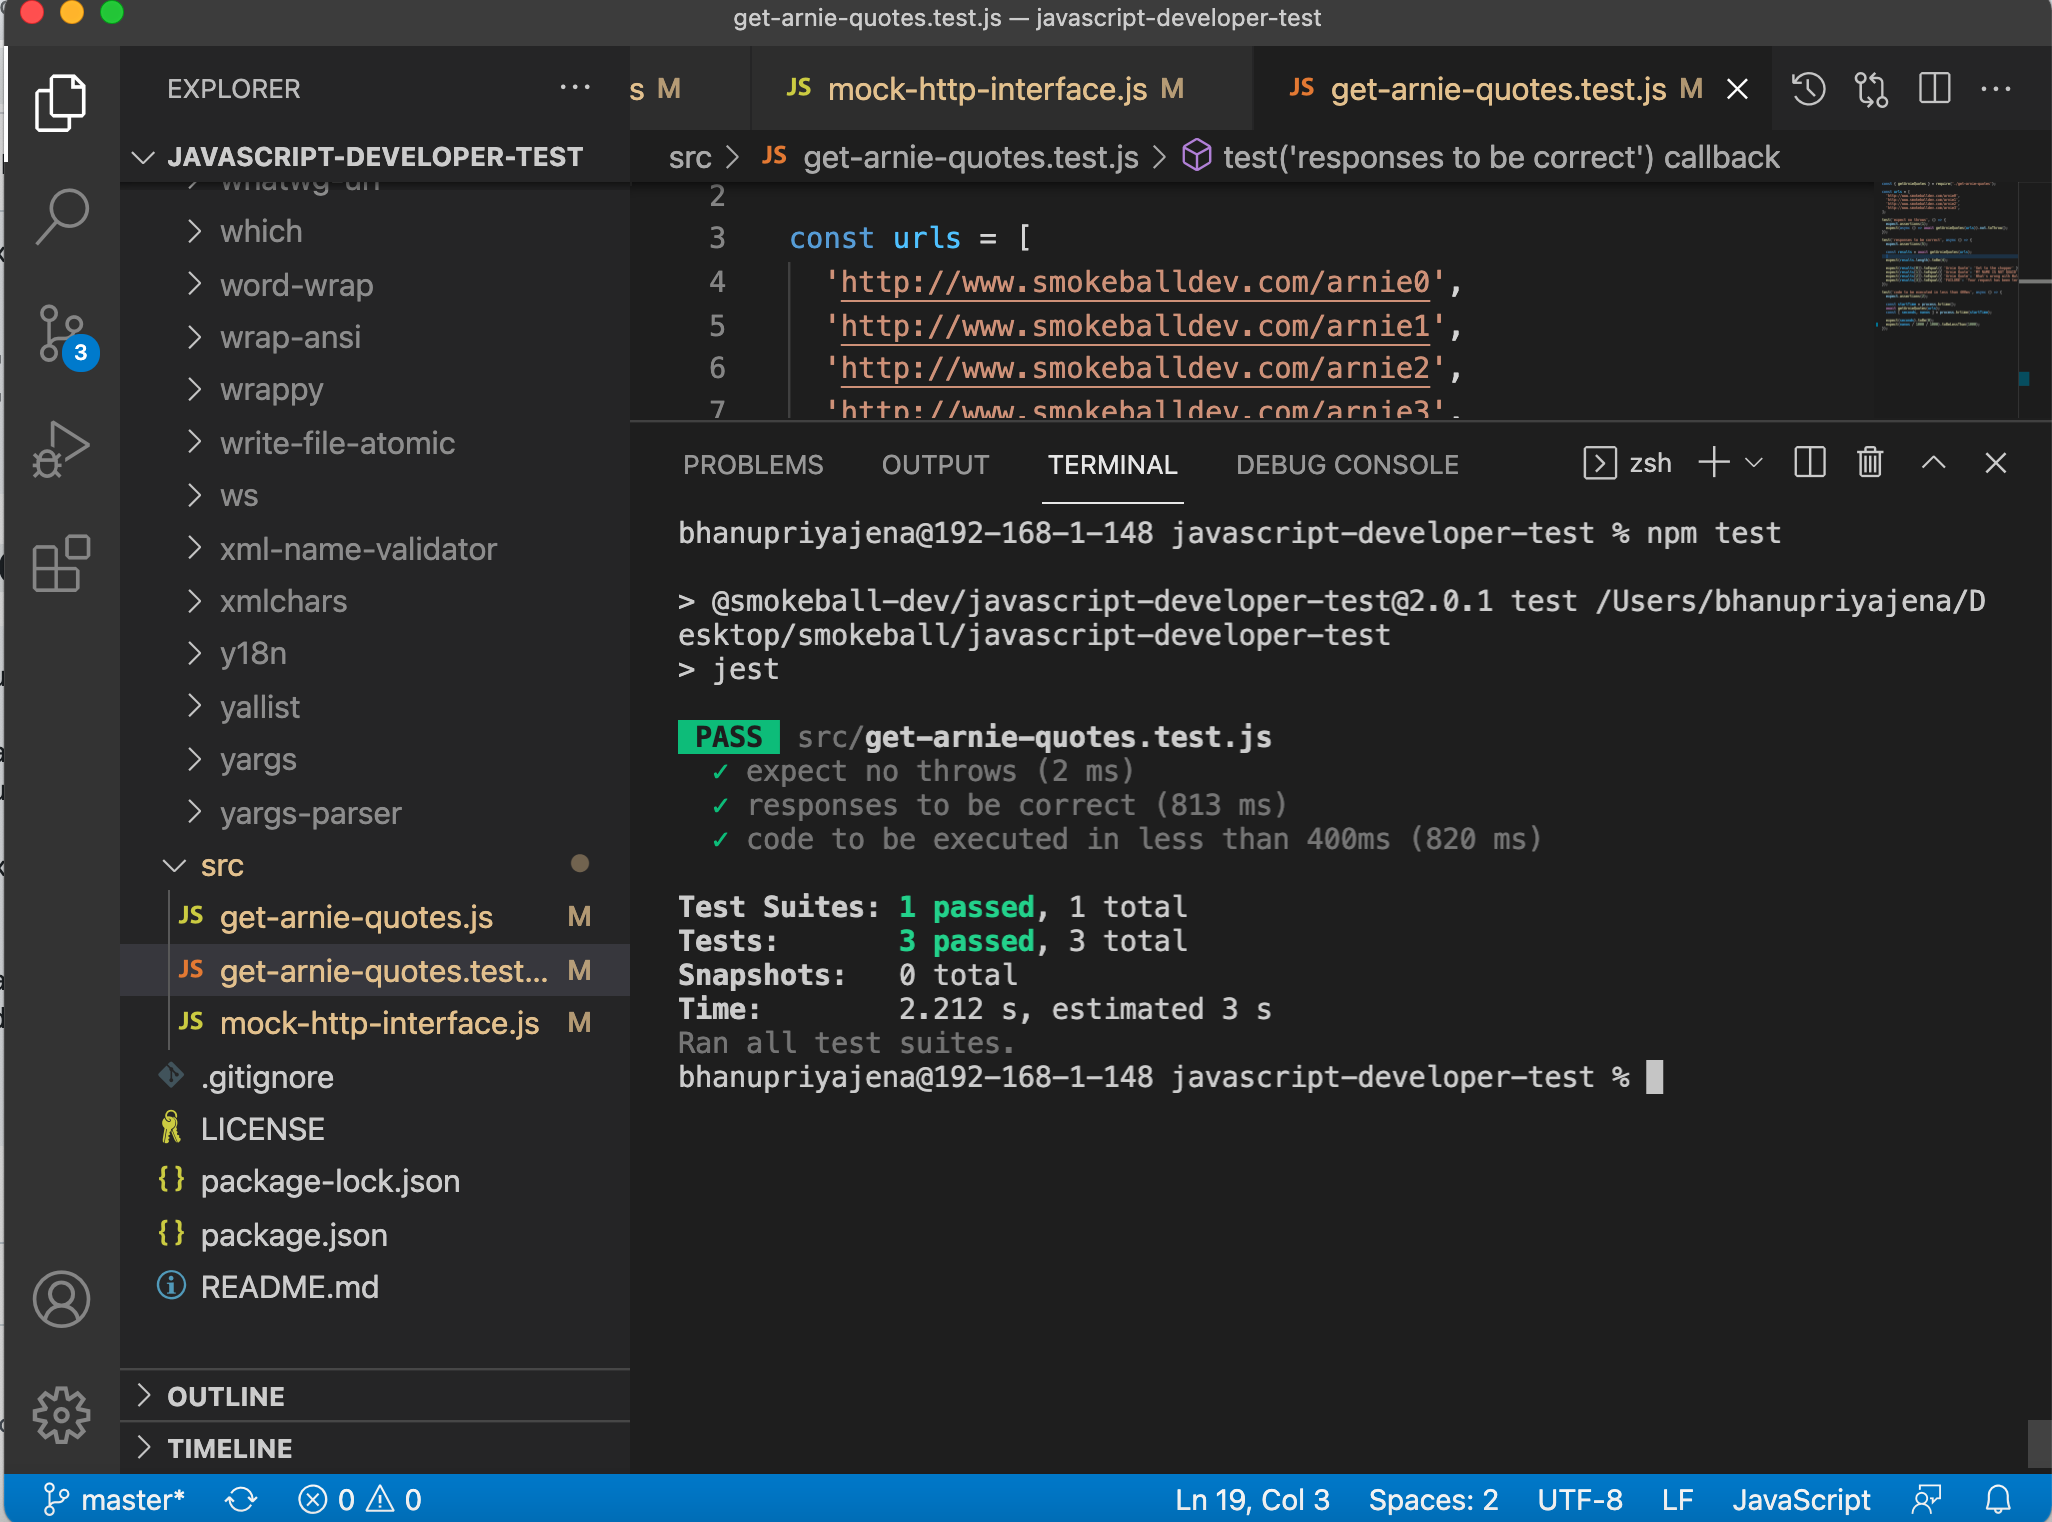 get-arnie-quotes.test.js — javascript-developer-test
EXPLORER
JAVASCRIPT-DEVELOPER-TEST
whatwg-url
which
word-wrap
wrap-ansi
wrappy
write-file-atomic
ws
xml-name-validator
xmlchars
y18n
yallist
yargs
yargs-parser
src
JS get-arnie-quotes.js M
JS get-arnie-quotes.test... M
JS mock-http-interface.js M
.gitignore
LICENSE
{} package-lock.json
{} package.json
README.md
OUTLINE
TIMELINE
3
s M
JS mock-http-interface.js M
JS get-arnie-quotes.test.js M
src > JS get-arnie-quotes.test.js > test('responses to be correct') callback
2
3 const urls = [
4 'http://www.smokeballdev.com/arnie0',
5 'http://www.smokeballdev.com/arnie1',
6 'http://www.smokeballdev.com/arnie2',
7 'http://www.smokeballdev.com/arnie3',
PROBLEMS OUTPUT TERMINAL DEBUG CONSOLE zsh
bhanupriyajena@192-168-1-148 javascript-developer-test % npm test
> @smokeball-dev/javascript-developer-test@2.0.1 test /Users/bhanupriyajena/D
esktop/smokeball/javascript-developer-test
> jest
PASS src/get-arnie-quotes.test.js
✓ expect no throws (2 ms)
✓ responses to be correct (813 ms)
✓ code to be executed in less than 400ms (820 ms)
Test Suites: 1 passed, 1 total
Tests: 3 passed, 3 total
Snapshots: 0 total
Time: 2.212 s, estimated 3 s
Ran all test suites.
bhanupriyajena@192-168-1-148 javascript-developer-test %
master* 0 0 Ln 19, Col 3 Spaces: 2 UTF-8 LF JavaScript